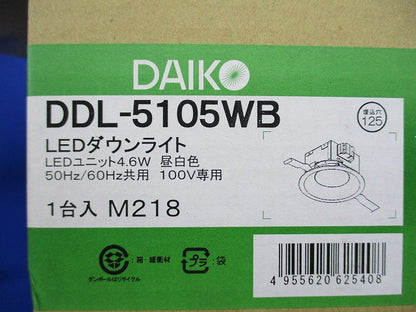 DAIKO
DDL-5105WB
埋込穴
125
LEDダウンライト
LEDユニット4.6W 昼白色
50Hz/60Hz共用 100V専用
1台入 M218
:箱・緩衝材
ダンボールはリサイクル
プラ
:袋
4 955620 625408